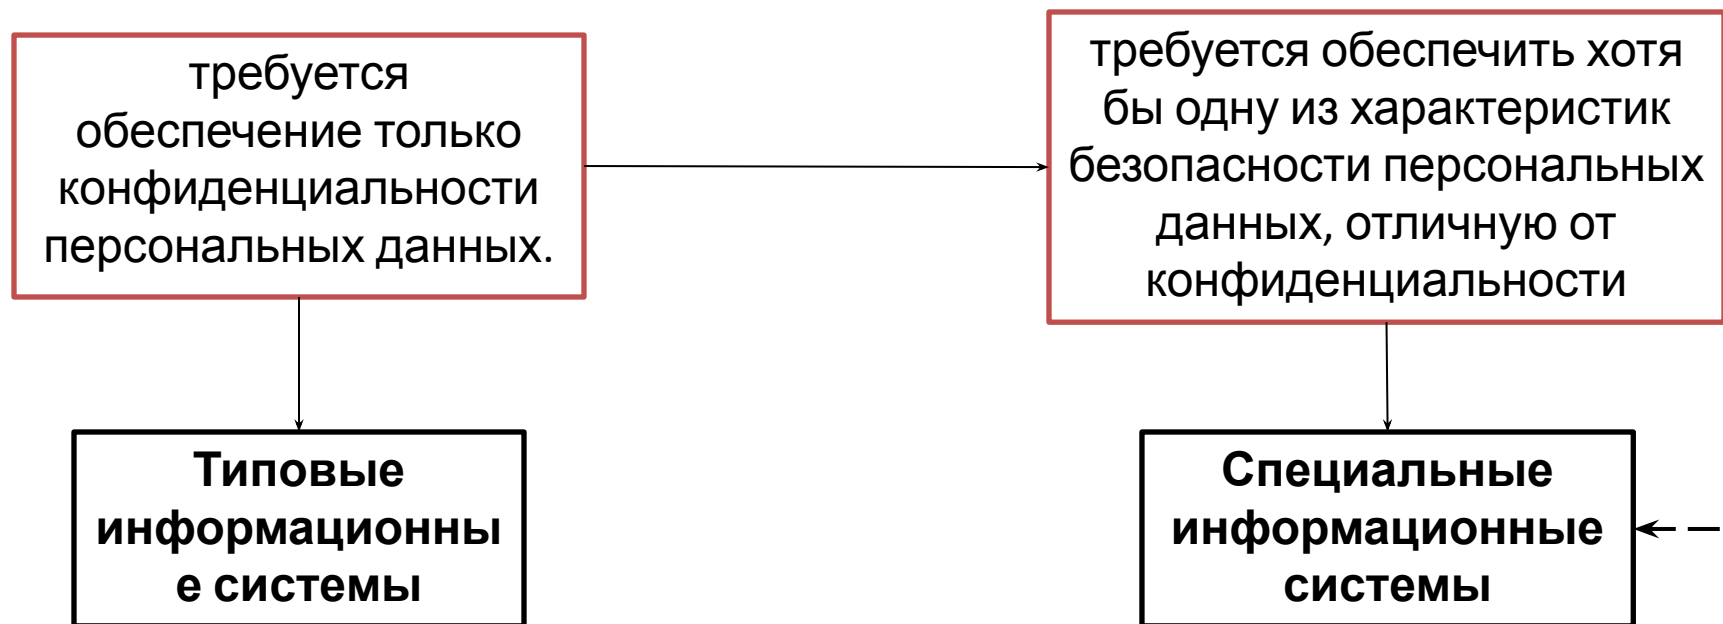 требуется
обеспечение только
конфиденциальности
персональных данных.
требуется обеспечить хотя
бы одну из характеристик
безопасности персональных
данных, отличную от
конфиденциальности
Типовые
информационны
е системы
Специальные
информационные
системы